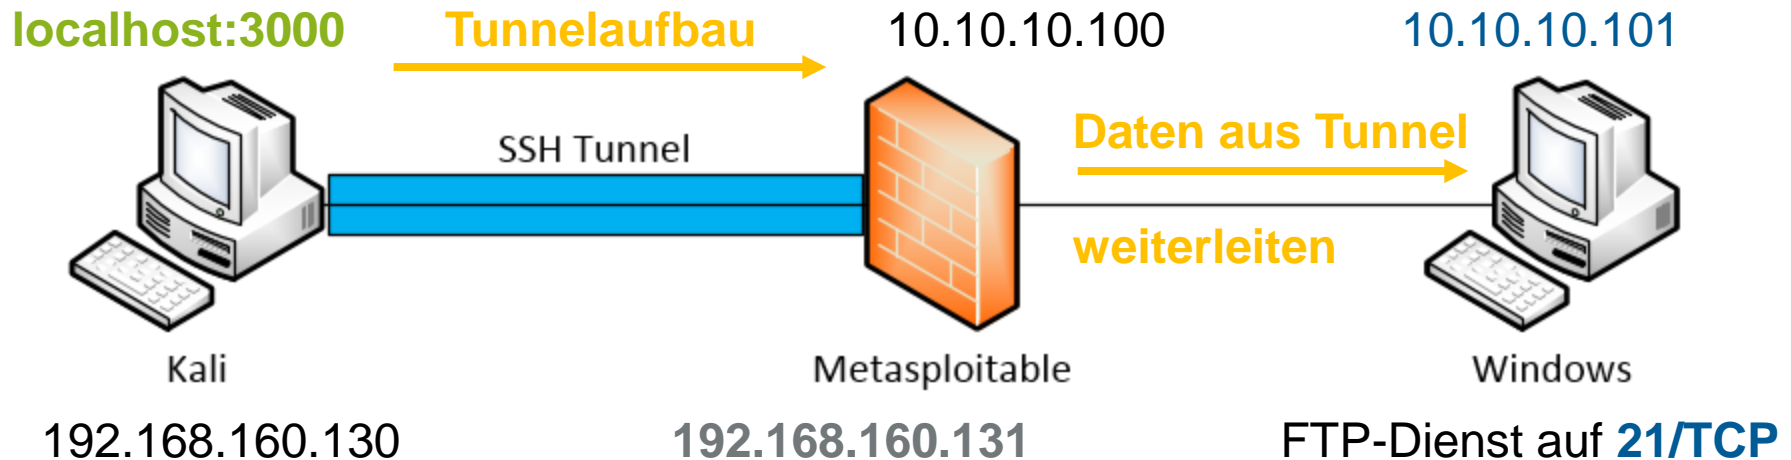 localhost:3000
Tunnelaufbau
10.10.10.100
10.10.10.101
SSH Tunnel
Daten aus Tunnel
weiterleiten
Kali
Metasploitable
Windows
192.168.160.130
192.168.160.131
FTP-Dienst auf 21/TCP